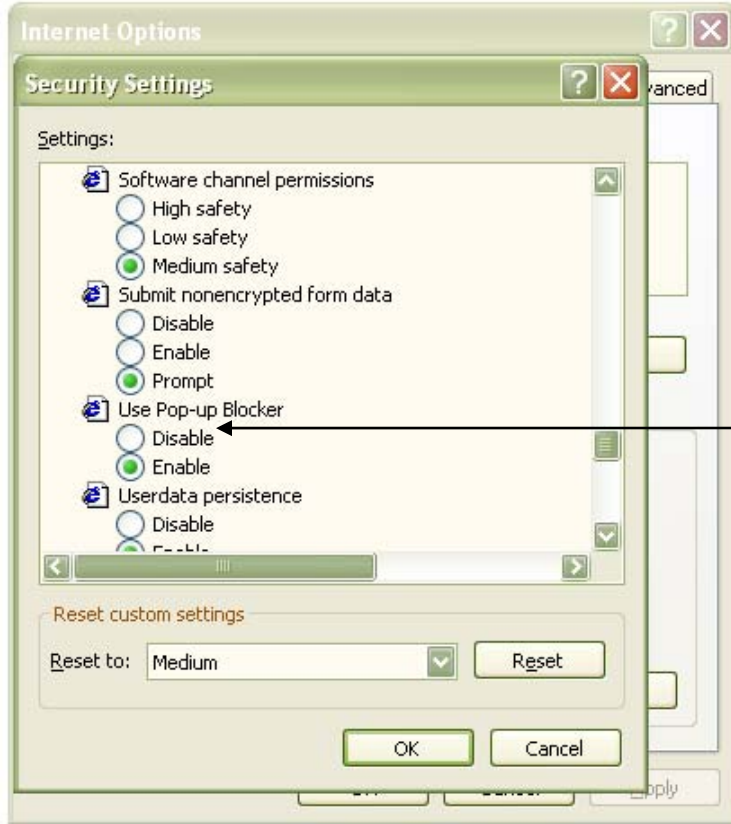 Internet Options
Security Settings
vanced
Settings:
Software channel permissions
High safety
Low safety
Medium safety
Submit nonencrypted form data
Disable
Enable
Prompt
Use Pop-up Blocker
Disable
Enable
Userdata persistence
Disable
Enable
Reset custom settings
Reset to: Medium Reset
OK Cancel